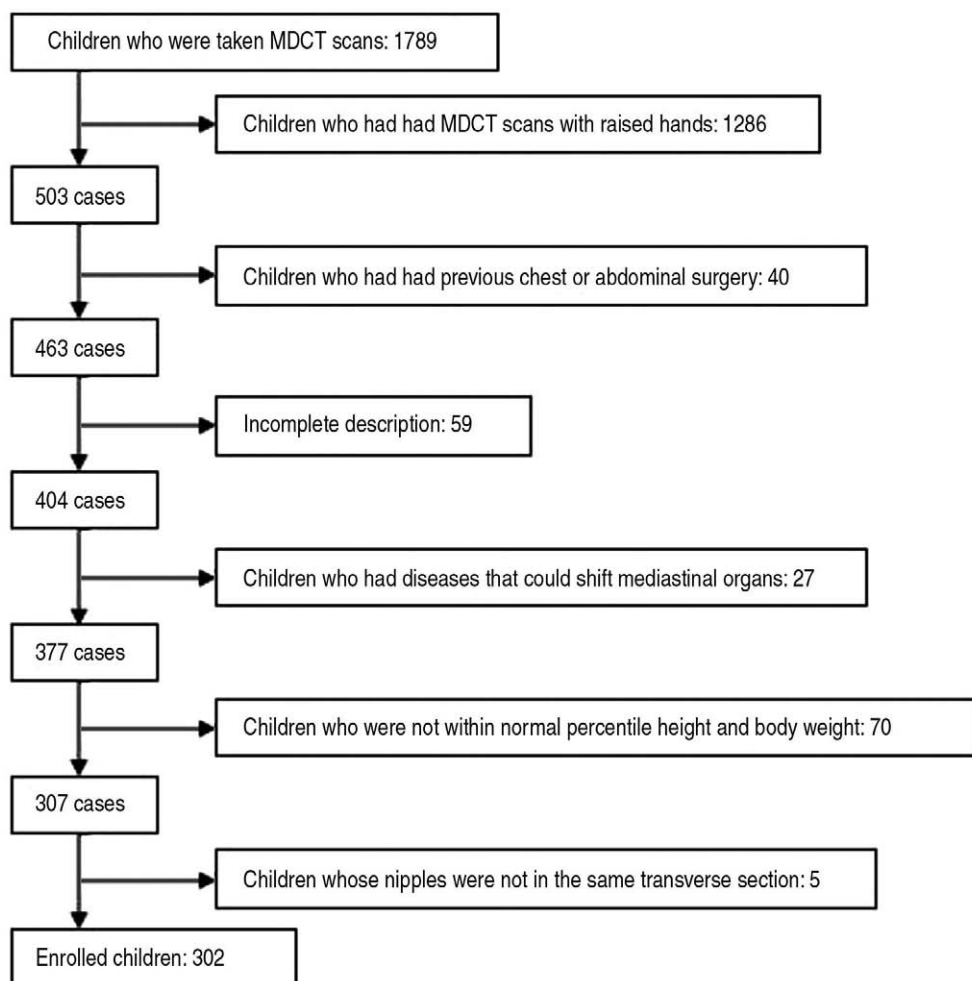 Children who were taken MDCT scans: 1789
Children who had had MDCT scans with raised hands: 1286
503 cases
Children who had had previous chest or abdominal surgery: 40
463 cases
Incomplete description: 59
404 cases
Children who had diseases that could shift mediastinal organs: 27
377 cases
Children who were not within normal percentile height and body weight: 70
307 cases
Children whose nipples were not in the same transverse section: 5
Enrolled children: 302